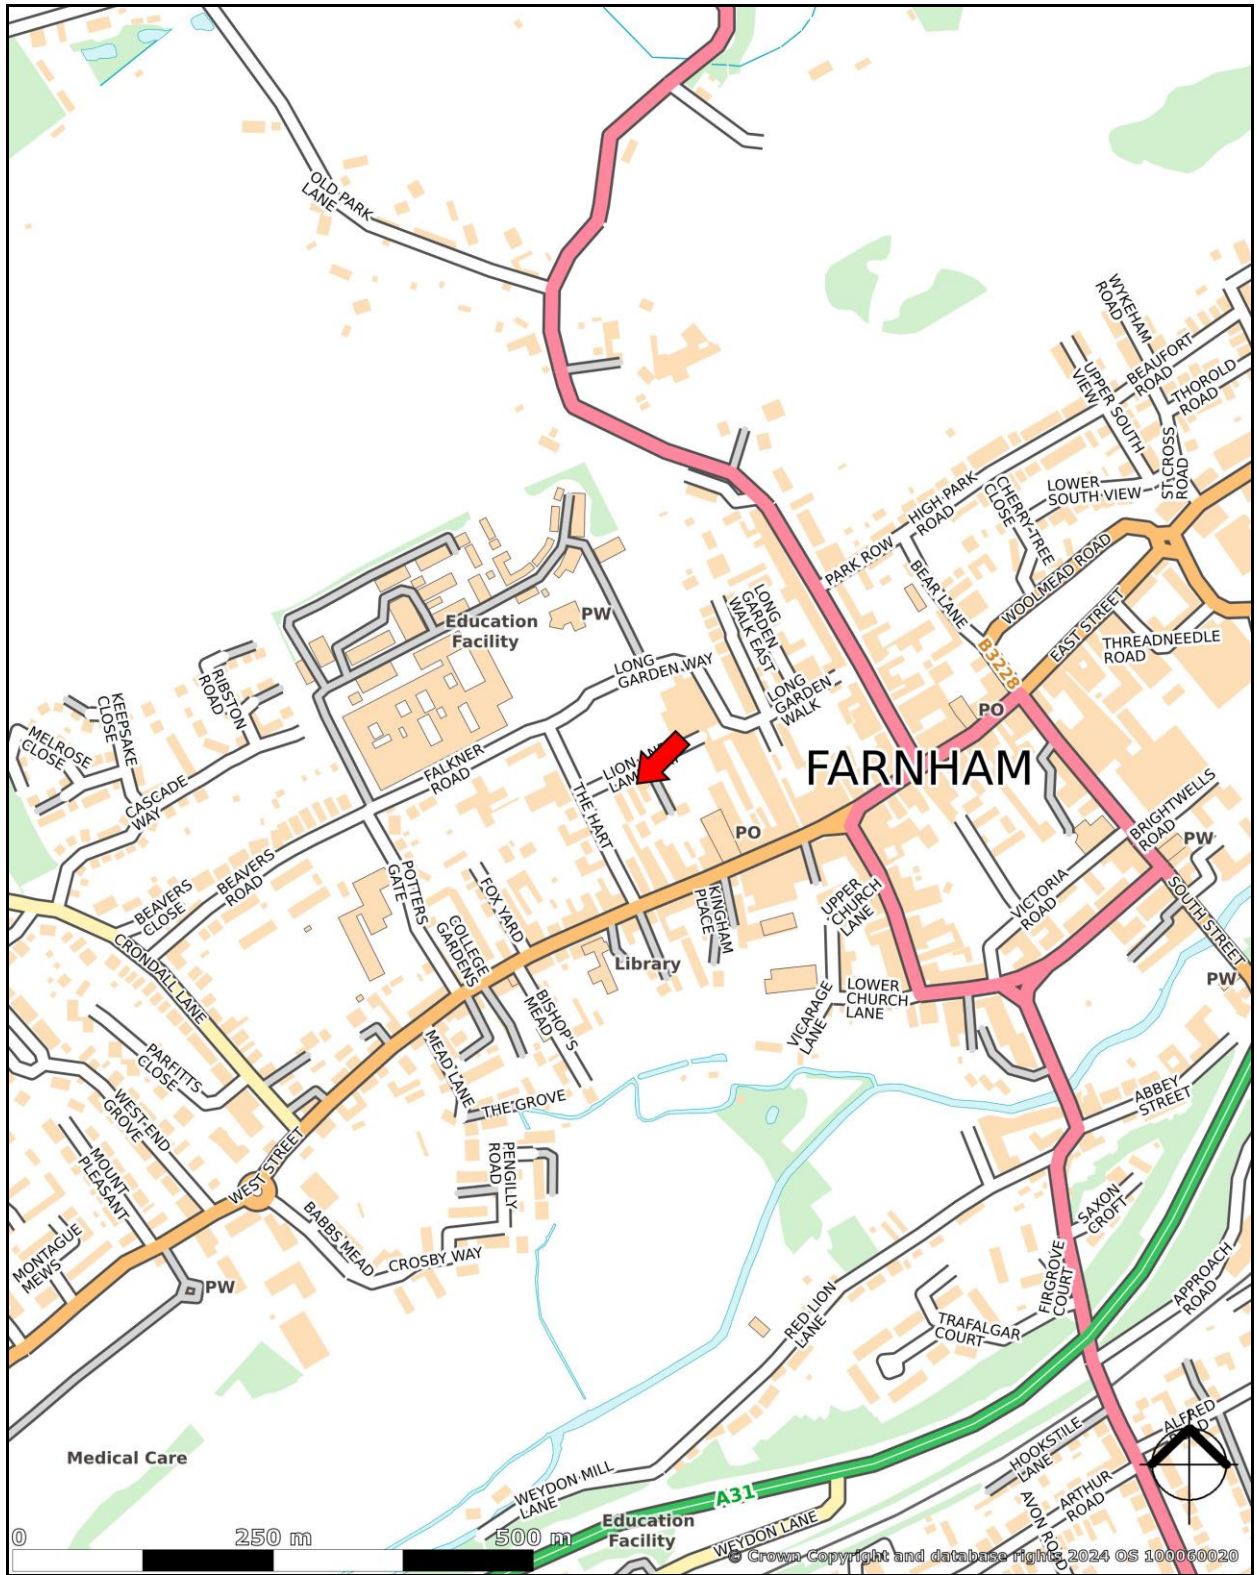 OLD PARK
LANE
WYKEHAM
ROAD
BEAUFORT
ROAD
THOROLD
ROAD
UPPER SOUTH
VIEW
ST CROSS
ROAD
LOWER
SOUTH VIEW
HIGH PARK
ROAD
CHERRY TREE
CLOSE
PARK ROW
BEAR LANE
WOOLMEAD ROAD
EAST STREET
B3228
THREADNEEDLE
ROAD
Education
Facility
PW
LONG
GARDEN
WALK EAST
LONG
GARDEN WAY
LONG
GARDEN
WALK
RIBSTON
ROAD
KEEPSAKE
CLOSE
MELROSE
CLOSE
CASCADE
WAY
FALKNER
ROAD
THE HART
PO
FARNHAM
PO
BRIGHTWELLS
ROAD
PW
BEAVERS
ROAD
BEAVERS
CLOSE
POTTERS
GATE
FOX YARD
COLLEGE
GARDENS
KINGHAM
PLACE
UPPER
CHURCH
LANE
VICTORIA
ROAD
SOUTH STREET
PW
Library
CRONDALL LANE
LOWER
CHURCH
LANE
VICARAGE
LANE
BISHOP'S
MEAD
MEAD LANE
PARFITTS
CLOSE
THE GROVE
ABBEY
STREET
WEST END
GROVE
MOUNT
PLEASANT
WEST STREET
PENGILLY
ROAD
BABBS MEAD
CROSBY WAY
MONTAGUE
MEWS
PW
SAXON
CROFT
FIRGROVE
COURT
APPROACH
ROAD
RED LION
LANE
TRAFALGAR
COURT
Medical Care
WEYDON MILL
LANE
A31
HOOKSTILE
LANE
ALFRED
ARTHUR
ROAD
AVON ROAD
Education
Facility
WEYDON LANE
0 250 m 500 m
© Crown Copyright and database rights 2024 OS 100060020